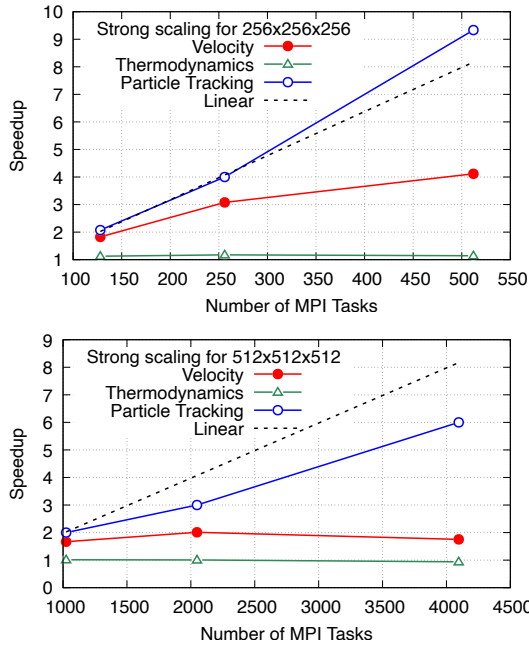 Strong scaling for 256x256x256
Velocity
Thermodynamics
Particle Tracking
Linear
10
9
8
7
6
5
4
3
2
1
Speedup
100 150 200 250 300 350 400 450 500 550
Number of MPI Tasks
Strong scaling for 512x512x512
Velocity
Thermodynamics
Particle Tracking
Linear
9
8
7
6
5
4
3
2
1
0
Speedup
1000 1500 2000 2500 3000 3500 4000 4500
Number of MPI Tasks